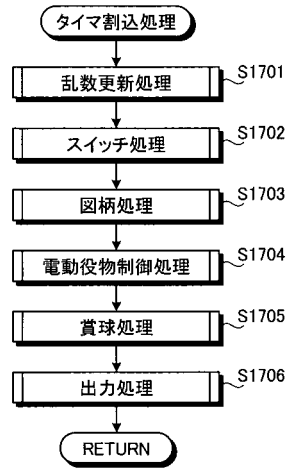 タイマ割込処理
乱数更新処理
S1701
スイッチ処理
S1702
図柄処理
S1703
電動役物制御処理
S1704
賞球処理
S1705
出力処理
S1706
RETURN